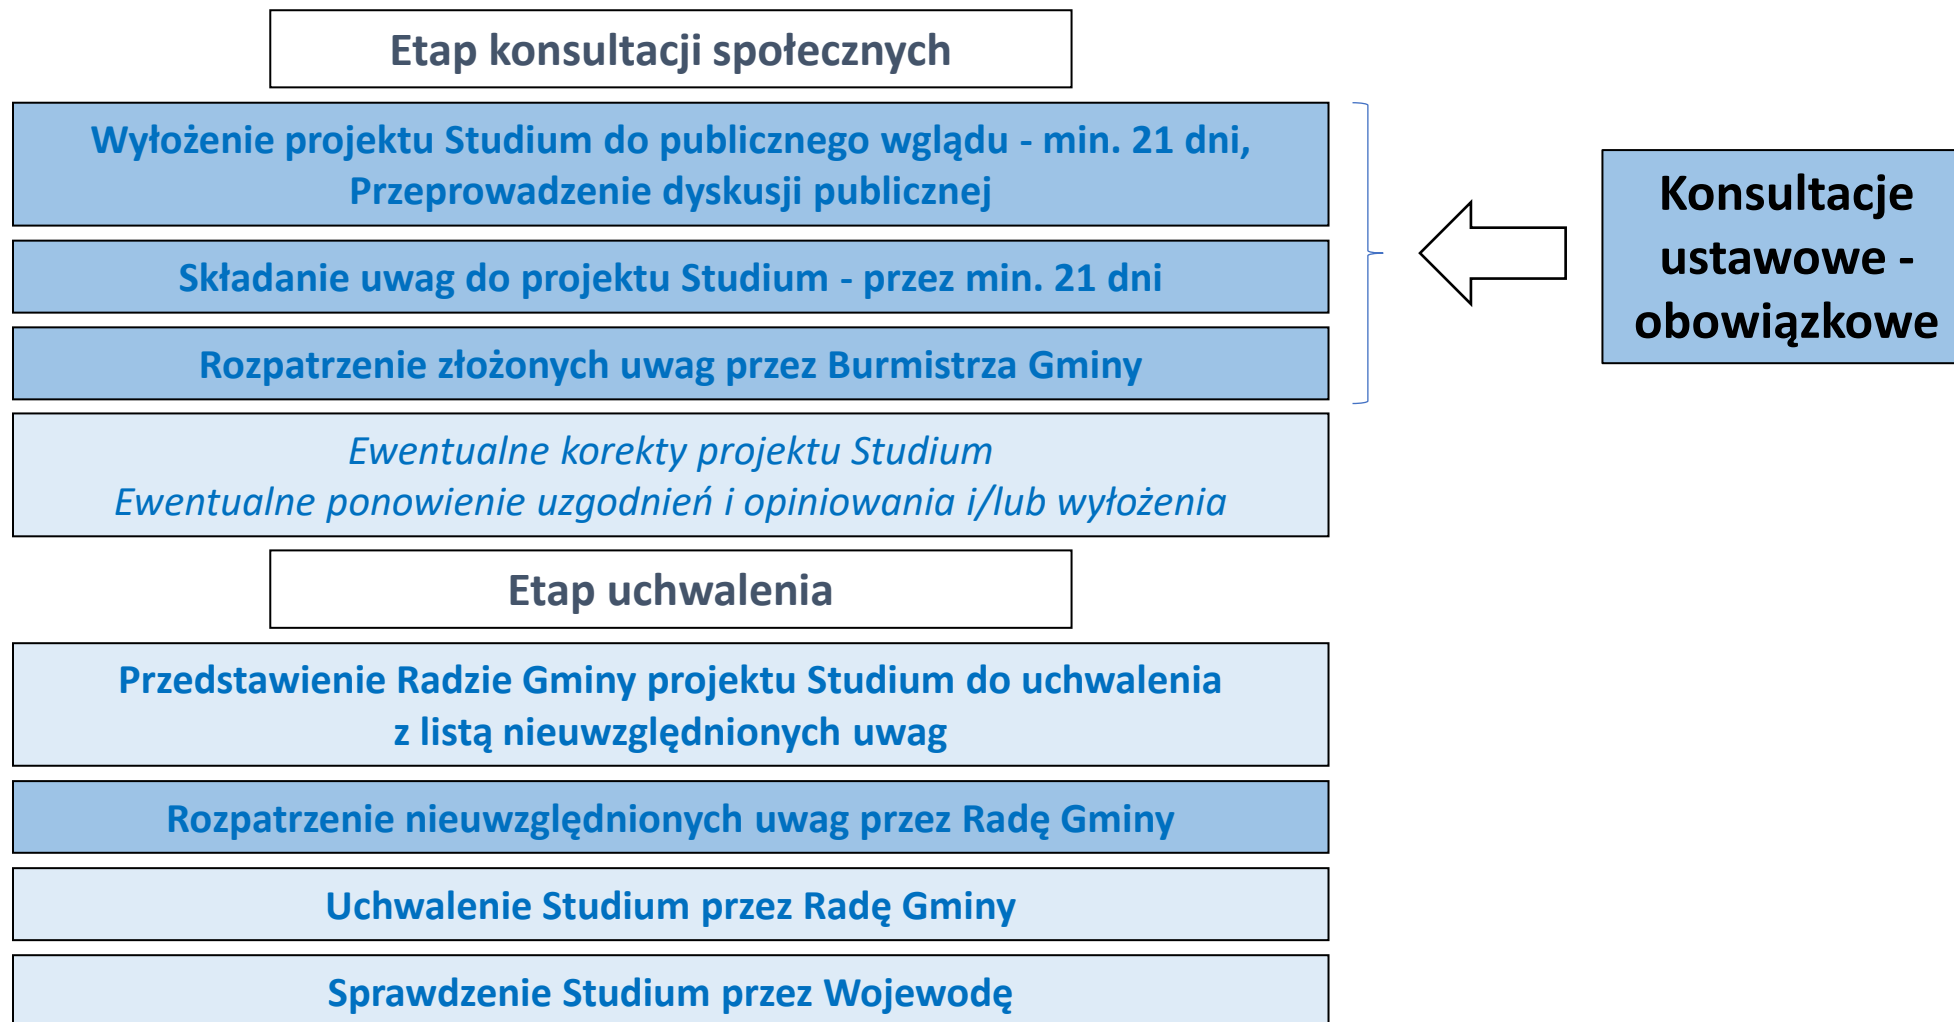 Etap konsultacji społecznych
Wyłożenie projektu Studium do publicznego wglądu - min. 21 dni,
Przeprowadzenie dyskusji publicznej
Składanie uwag do projektu Studium - przez min. 21 dni
Rozpatrzenie złożonych uwag przez Burmistrza Gminy
Konsultacje
ustawowe -
obowiązkowe
Ewentualne korekty projektu Studium
Ewentualne ponowienie uzgodnień i opiniowania i/lub wyłożenia
Etap uchwalenia
Przedstawienie Radzie Gminy projektu Studium do uchwalenia
z listą nieuwzględnionych uwag
Rozpatrzenie nieuwzględnionych uwag przez Radę Gminy
Uchwalenie Studium przez Radę Gminy
Sprawdzenie Studium przez Wojewodę